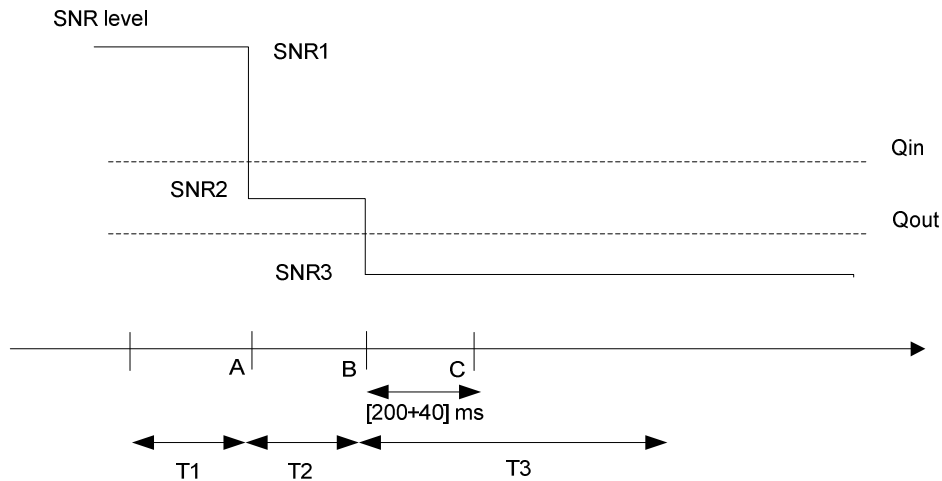 SNR level
SNR1
Qin
SNR2
Qout
SNR3
A
B
C
[200+40] ms
T1
T2
T3